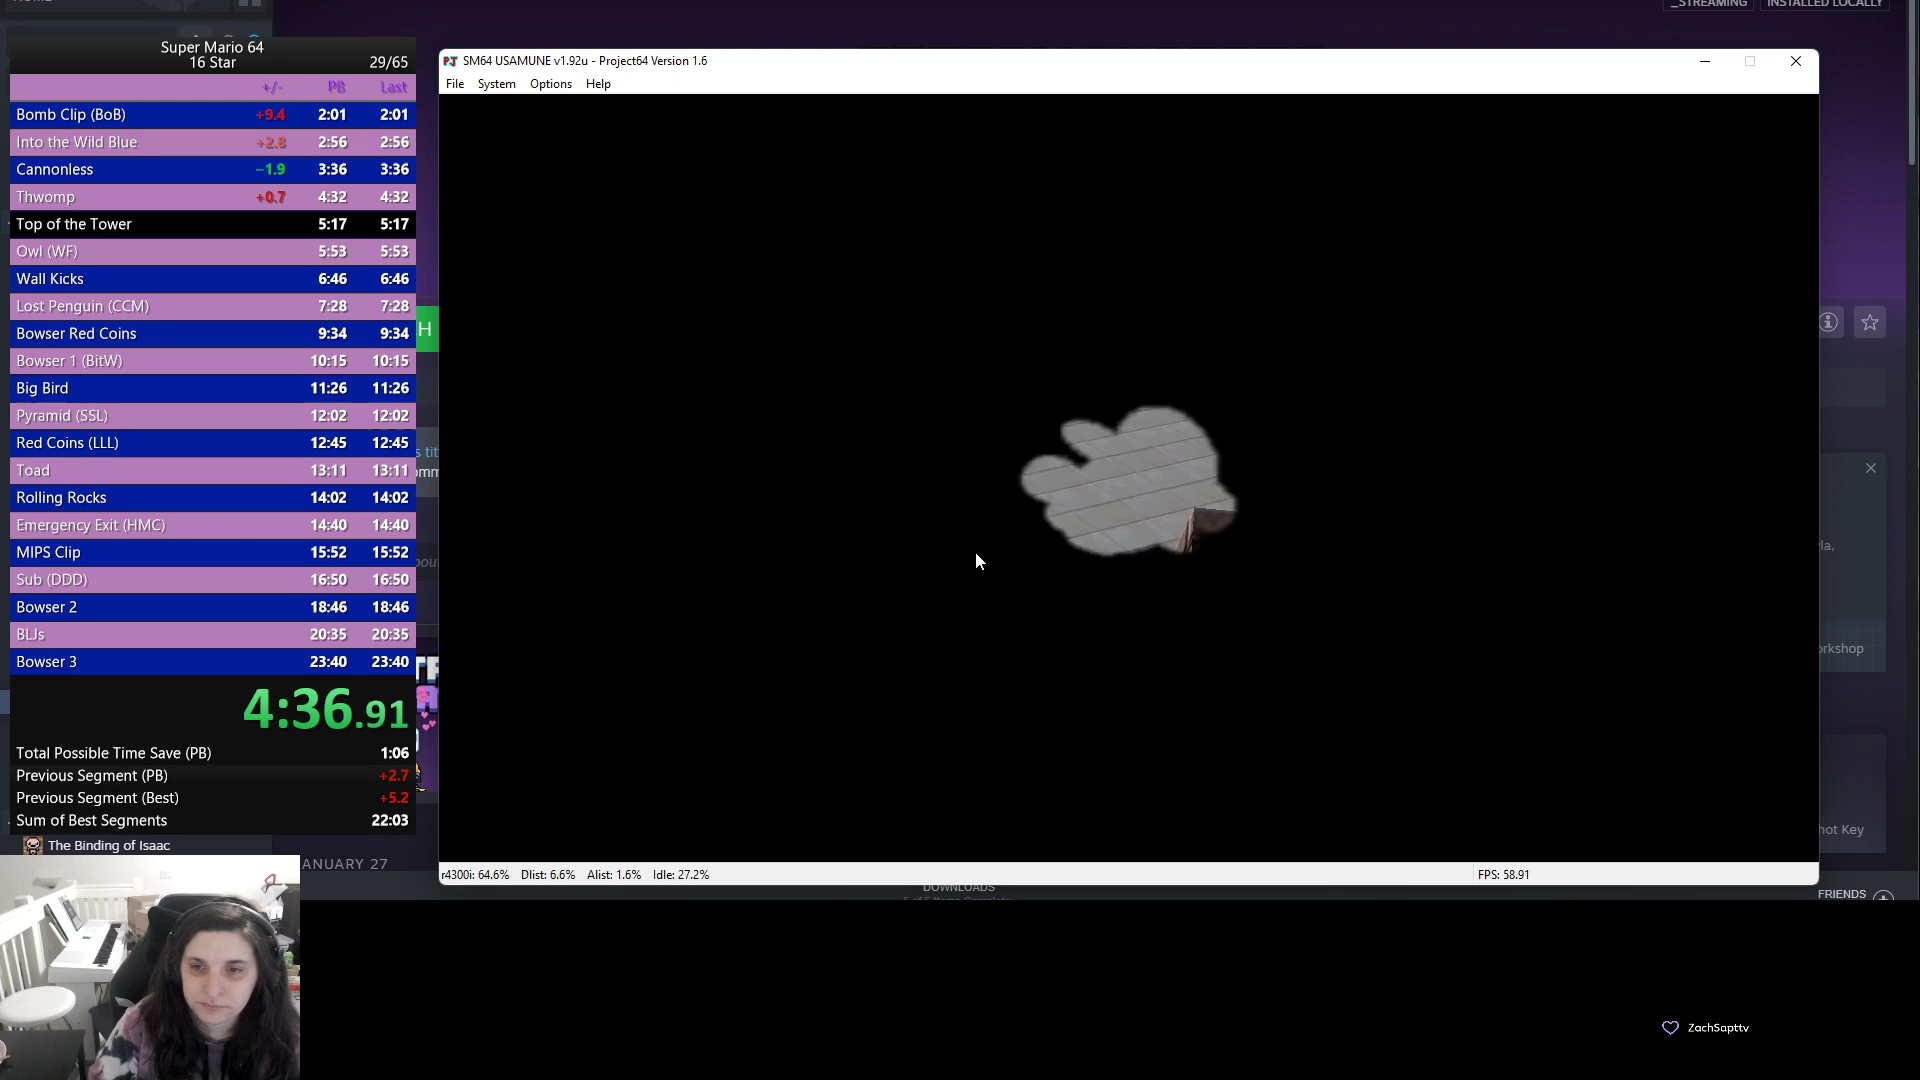 _STREAMING
INSTALLED LOCALLY
Super Mario 64
16 Star
29/65
+/- PB Last
Bomb Clip (BoB) +9.4 2:01 2:01
Into the Wild Blue +2.8 2:56 2:56
Cannonless −1.9 3:36 3:36
Thwomp +0.7 4:32 4:32
Top of the Tower 5:17 5:17
Owl (WF) 5:53 5:53
Wall Kicks 6:46 6:46
Lost Penguin (CCM) 7:28 7:28
Bowser Red Coins 9:34 9:34
Bowser 1 (BitW) 10:15 10:15
Big Bird 11:26 11:26
Pyramid (SSL) 12:02 12:02
Red Coins (LLL) 12:45 12:45
Toad 13:11 13:11
Rolling Rocks 14:02 14:02
Emergency Exit (HMC) 14:40 14:40
MIPS Clip 15:52 15:52
Sub (DDD) 16:50 16:50
Bowser 2 18:46 18:46
BLJs 20:35 20:35
Bowser 3 23:40 23:40
4:36.91
Total Possible Time Save (PB) 1:06
Previous Segment (PB) +2.7
Previous Segment (Best) +5.2
Sum of Best Segments 22:03
The Binding of Isaac
SM64 USAMUNE v1.92u - Project64 Version 1.6
File System Options Help
r4300i: 64.6% Dlist: 6.6% Alist: 1.6% Idle: 27.2%
FPS: 58.91
ANUARY 27
DOWNLOADS
FRIENDS
orkshop
hot Key
ZachSapttv